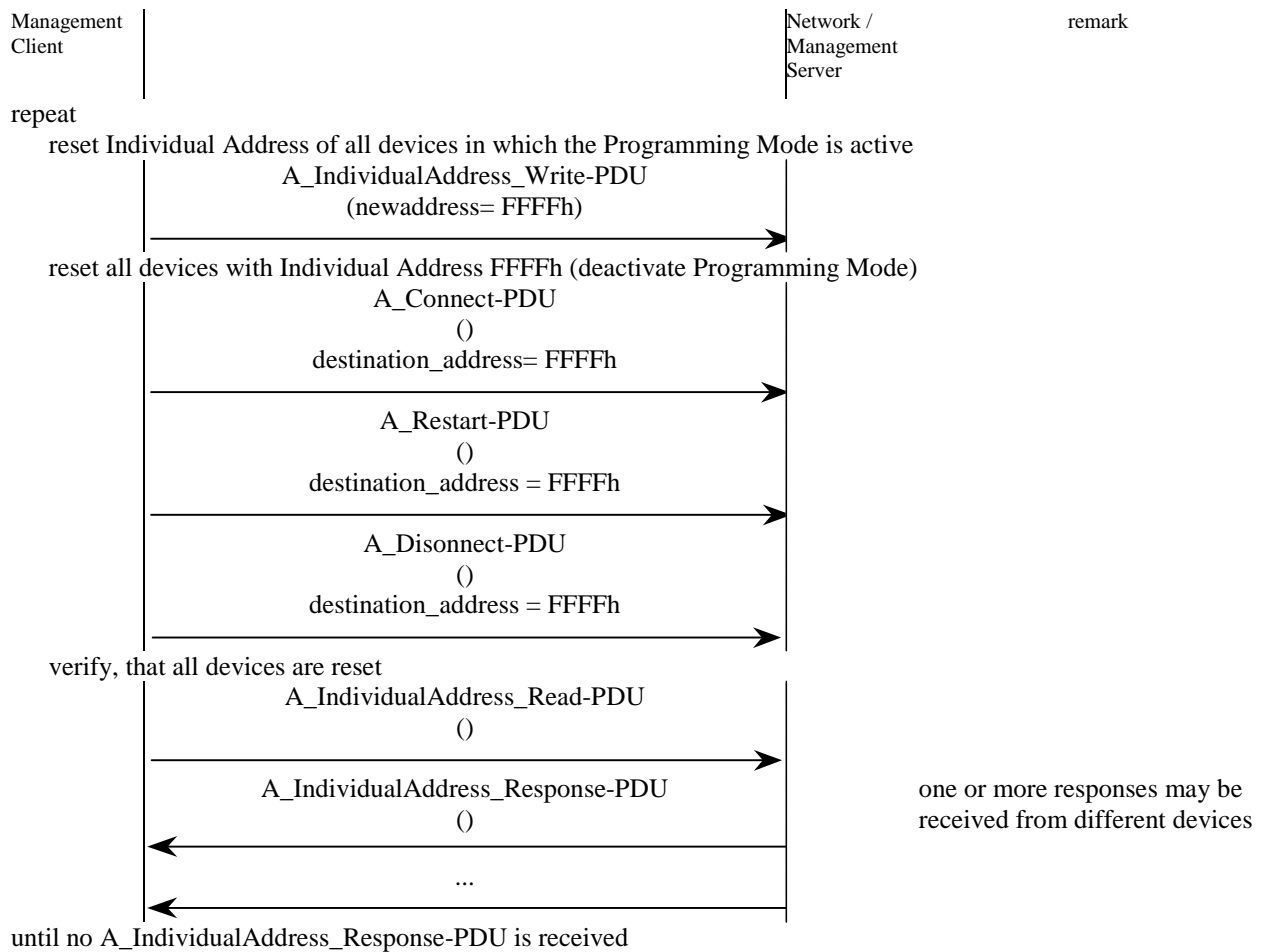 Management
Client
Network /
Management
Server
remark
repeat
reset Individual Address of all devices in which the Programming Mode is active
A_IndividualAddress_Write-PDU
(newaddress= FFFFh)
reset all devices with Individual Address FFFFh (deactivate Programming Mode)
A_Connect-PDU
()
destination_address= FFFFh
A_Restart-PDU
()
destination_address = FFFFh
A_Disonnect-PDU
()
destination_address = FFFFh
verify, that all devices are reset
A_IndividualAddress_Read-PDU
()
A_IndividualAddress_Response-PDU
()
one or more responses may be
received from different devices
...
until no A_IndividualAddress_Response-PDU is received